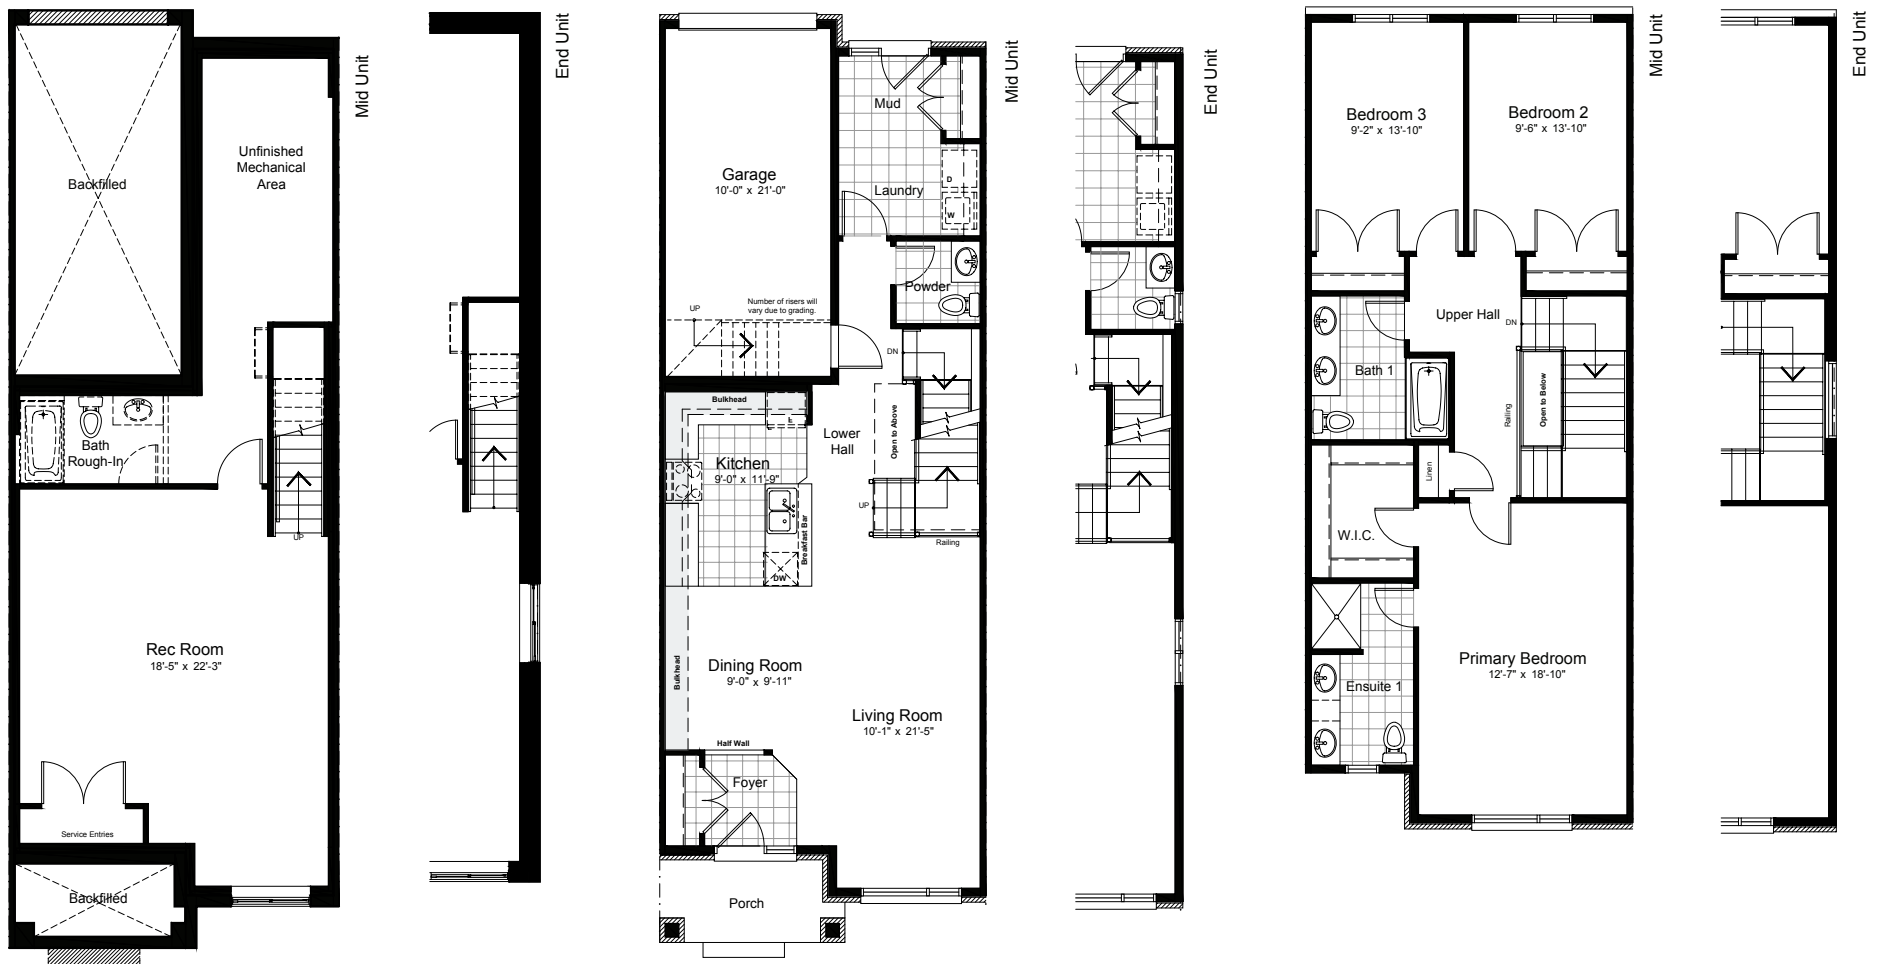 Mid Unit
End Unit
Backfilled
Unfinished
Mechanical
Area
Bath
Rough-In
UP
Rec Room
18'-5" x 22'-3"
Service Entries
Backfilled
Mid Unit
End Unit
Mud
Garage
10'-0" x 21'-0"
Laundry
D
W
Powder
UP
Number of risers will
vary due to grading.
DN
Bulkhead
F
Open to Above
Lower
Hall
Kitchen
9'-0" x 11'-9"
UP
Breakfast Bar
Railing
DW
Bulkhead
Dining Room
9'-0" x 9'-11"
Living Room
10'-1" x 21'-5"
Half Wall
Foyer
Porch
Mid Unit
End Unit
Bedroom 3
9'-2" x 13'-10"
Bedroom 2
9'-6" x 13'-10"
Upper Hall
DN
Bath 1
Railing
Open to Below
Linen
W.I.C.
Primary Bedroom
12'-7" x 18'-10"
Ensuite 1